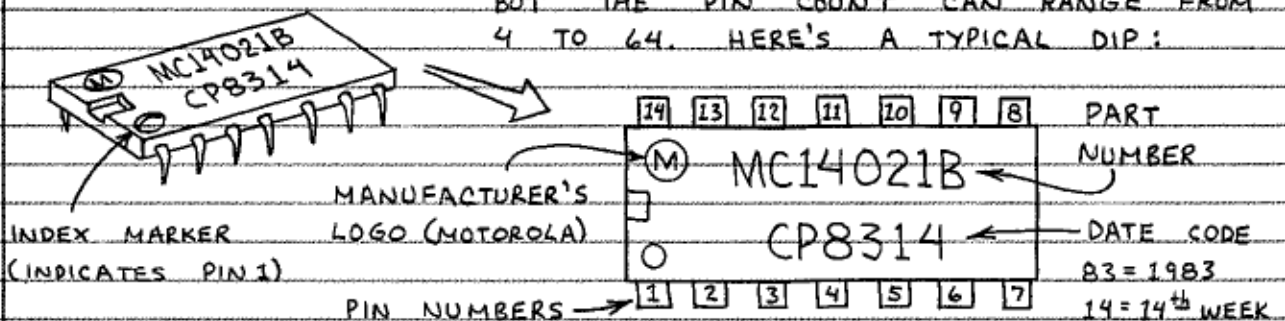 BUT THE PIN COUNT CAN RANGE FROM
4 TO 64. HERE'S A TYPICAL DIP:
M MC14021B
CP8314
INDEX MARKER
(INDICATES PIN 1)
MANUFACTURER'S
LOGO (MOTOROLA)
PIN NUMBERS
14 13 12 11 10 9 8
M MC14021B
CP8314
1 2 3 4 5 6 7
PART
NUMBER
DATE CODE
83 = 1983
14 = 14th WEEK